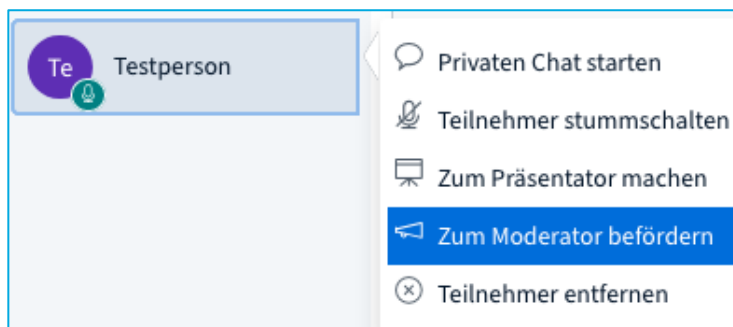 Te
Testperson
Privaten Chat starten
Teilnehmer stummschalten
Zum Präsentator machen
Zum Moderator befördern
Teilnehmer entfernen